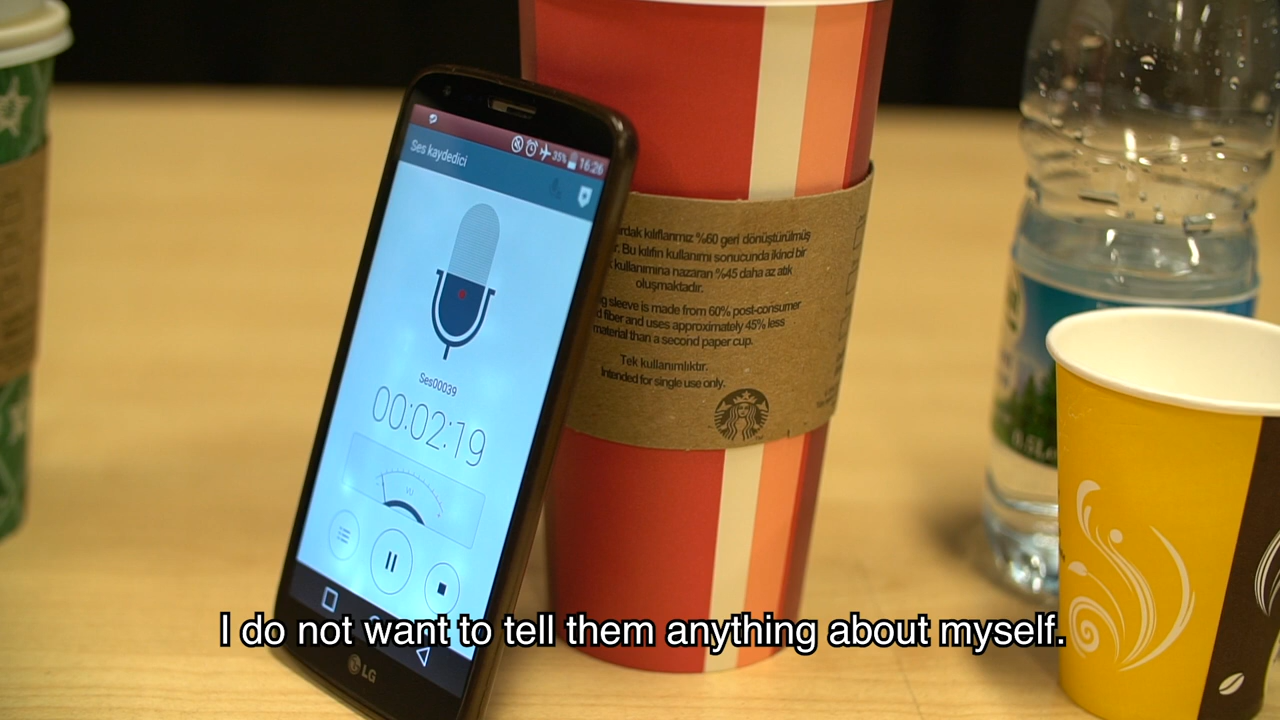 35% 16:26
Ses kaydedici
Ses00039
00:02:19
VU
LG
%60 geri dönüştürülmüş
Bu kılıfın kullanımı sonucunda ikinci bir
kullanımına nazaran %45 daha az atık
oluşmaktadır.
sleeve is made from 60% post-consumer
fiber and uses approximately 45% less
material than a second paper cup.
Tek kullanımlıktır.
Intended for single use only.
0.5L
I do not want to tell them anything about myself.